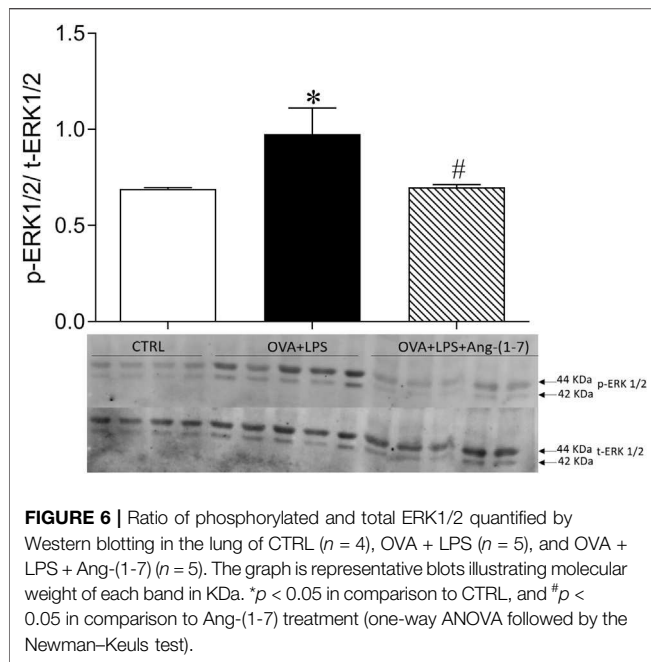 1.5
*
1.0
#
0.5
0.0
p-ERK1/2/ t-ERK1/2
CTRL OVA+LPS OVA+LPS+Ang-(1-7)
44 KDa p-ERK 1/2
42 KDa
44 KDa t-ERK 1/2
42 KDa
FIGURE 6 | Ratio of phosphorylated and total ERK1/2 quantified by
Western blotting in the lung of CTRL (n = 4), OVA + LPS (n = 5), and OVA +
LPS + Ang-(1-7) (n = 5). The graph is representative blots illustrating molecular
weight of each band in KDa. *p < 0.05 in comparison to CTRL, and #p <
0.05 in comparison to Ang-(1-7) treatment (one-way ANOVA followed by the
Newman–Keuls test).